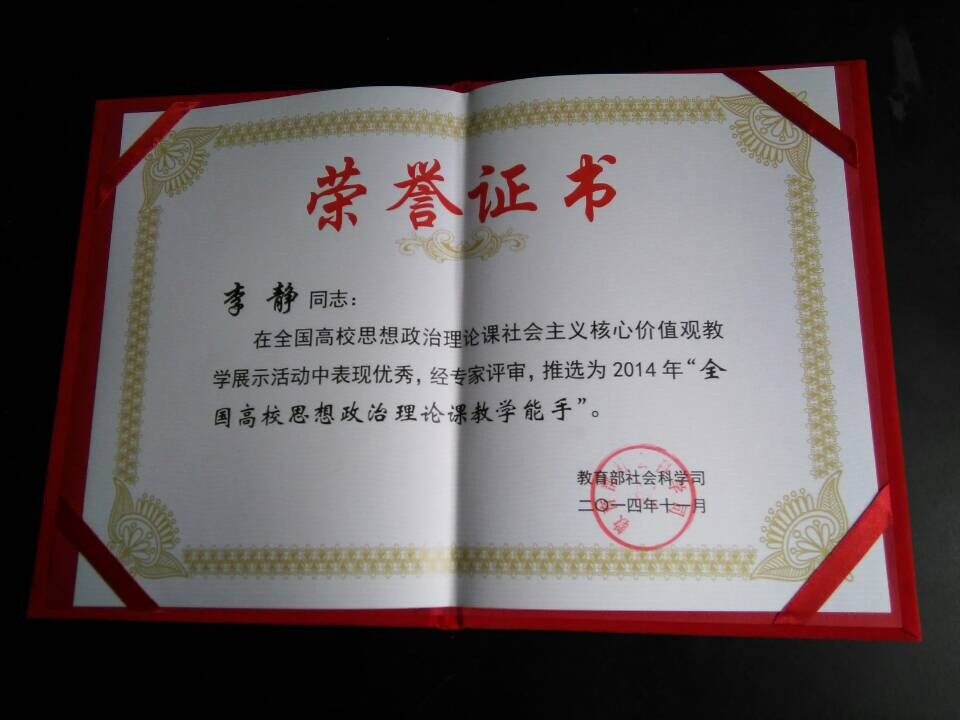 荣誉证书
李静同志：
在全国高校思想政治理论课社会主义核心价值观教
学展示活动中表现优秀，经专家评审，推选为2014年“全
国高校思想政治理论课教学能手”。
教育部社会科学司
二〇一四年十一月